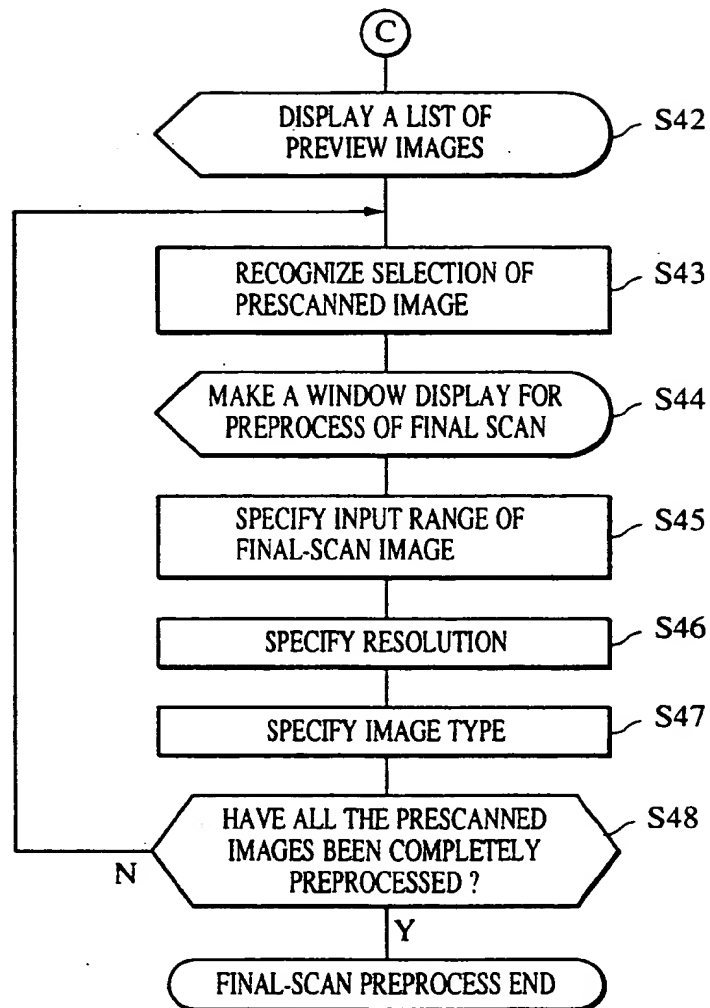 C
DISPLAY A LIST OF
PREVIEW IMAGES
S42
RECOGNIZE SELECTION OF
PRESCANNED IMAGE
S43
MAKE A WINDOW DISPLAY FOR
PREPROCESS OF FINAL SCAN
S44
SPECIFY INPUT RANGE OF
FINAL-SCAN IMAGE
S45
SPECIFY RESOLUTION
S46
SPECIFY IMAGE TYPE
S47
HAVE ALL THE PRESCANNED
IMAGES BEEN COMPLETELY
PREPROCESSED ?
S48
N
Y
FINAL-SCAN PREPROCESS END